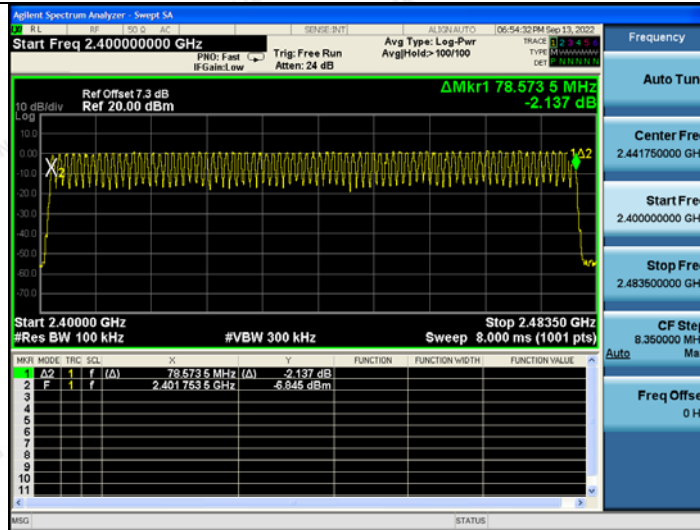 Agilent Spectrum Analyzer - Swept SA
RL RF 50 Ω AC SENSE:INT ALIGNAUTO 06:54:32 PM Sep 13, 2022
Start Freq 2.400000000 GHz
PNO: Fast
IFGain:Low
Trig: Free Run
Atten: 24 dB
Avg Type: Log-Pwr
Avg|Hold:> 100/100
TRACE 1 2 3 4 5 6
TYPE M
DET P N N N N N
Frequency
Auto Tun
Center Fre
2.441750000 GH
Start Fre
2.400000000 GH
Stop Fre
2.483500000 GH
CF Step
8.350000 MH
Auto Ma
Freq Offse
0 H
ΔMkr1 78.573 5 MHz
-2.137 dB
Ref Offset 7.3 dB
10 dB/div Ref 20.00 dBm
Log
10.0
0.00
-10.0
-20.0
-30.0
-40.0
-50.0
-60.0
-70.0
2
1Δ2
Start 2.40000 GHz Stop 2.48350 GHz
#Res BW 100 kHz #VBW 300 kHz Sweep 8.000 ms (1001 pts)
MKR MODE TRC SCL X Y FUNCTION FUNCTION WIDTH FUNCTION VALUE
1 Δ2 1 f (Δ) 78.573 5 MHz (Δ) -2.137 dB
2 F 1 f 2.401 753 5 GHz -6.845 dBm
3
4
5
6
7
8
9
10
11
MSG STATUS